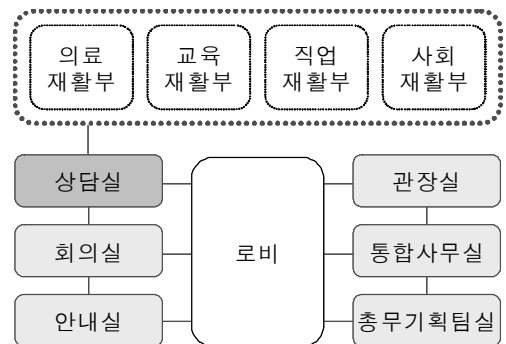 의료
재활부
교육
재활부
직업
재활부
사회
재활부
상담실
관장실
회의실
로비
통합사무실
안내실
총무기획팀실